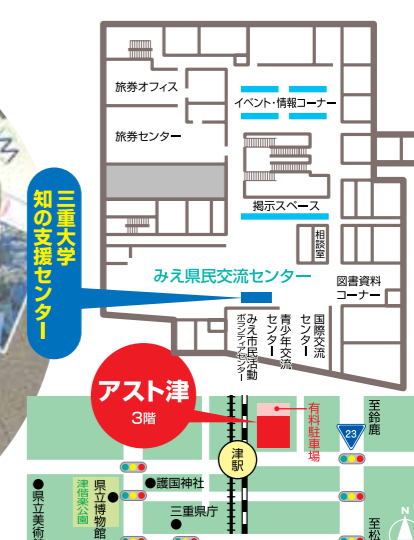 旅券オフィス
イベント・情報コーナー
旅券センター
三重大学
知の支援センター
掲示スペース
相談室
みえ県民交流センター
図書資料
コーナー
みえ市民活動
ボランティアセンター
青少年交流
センター
国際交流
センター
アスト津
3階
有料駐車場
至鈴鹿
23
津駅
護国神社
県立博物館
津偕楽公園
三重県庁
県立美術
至松
N